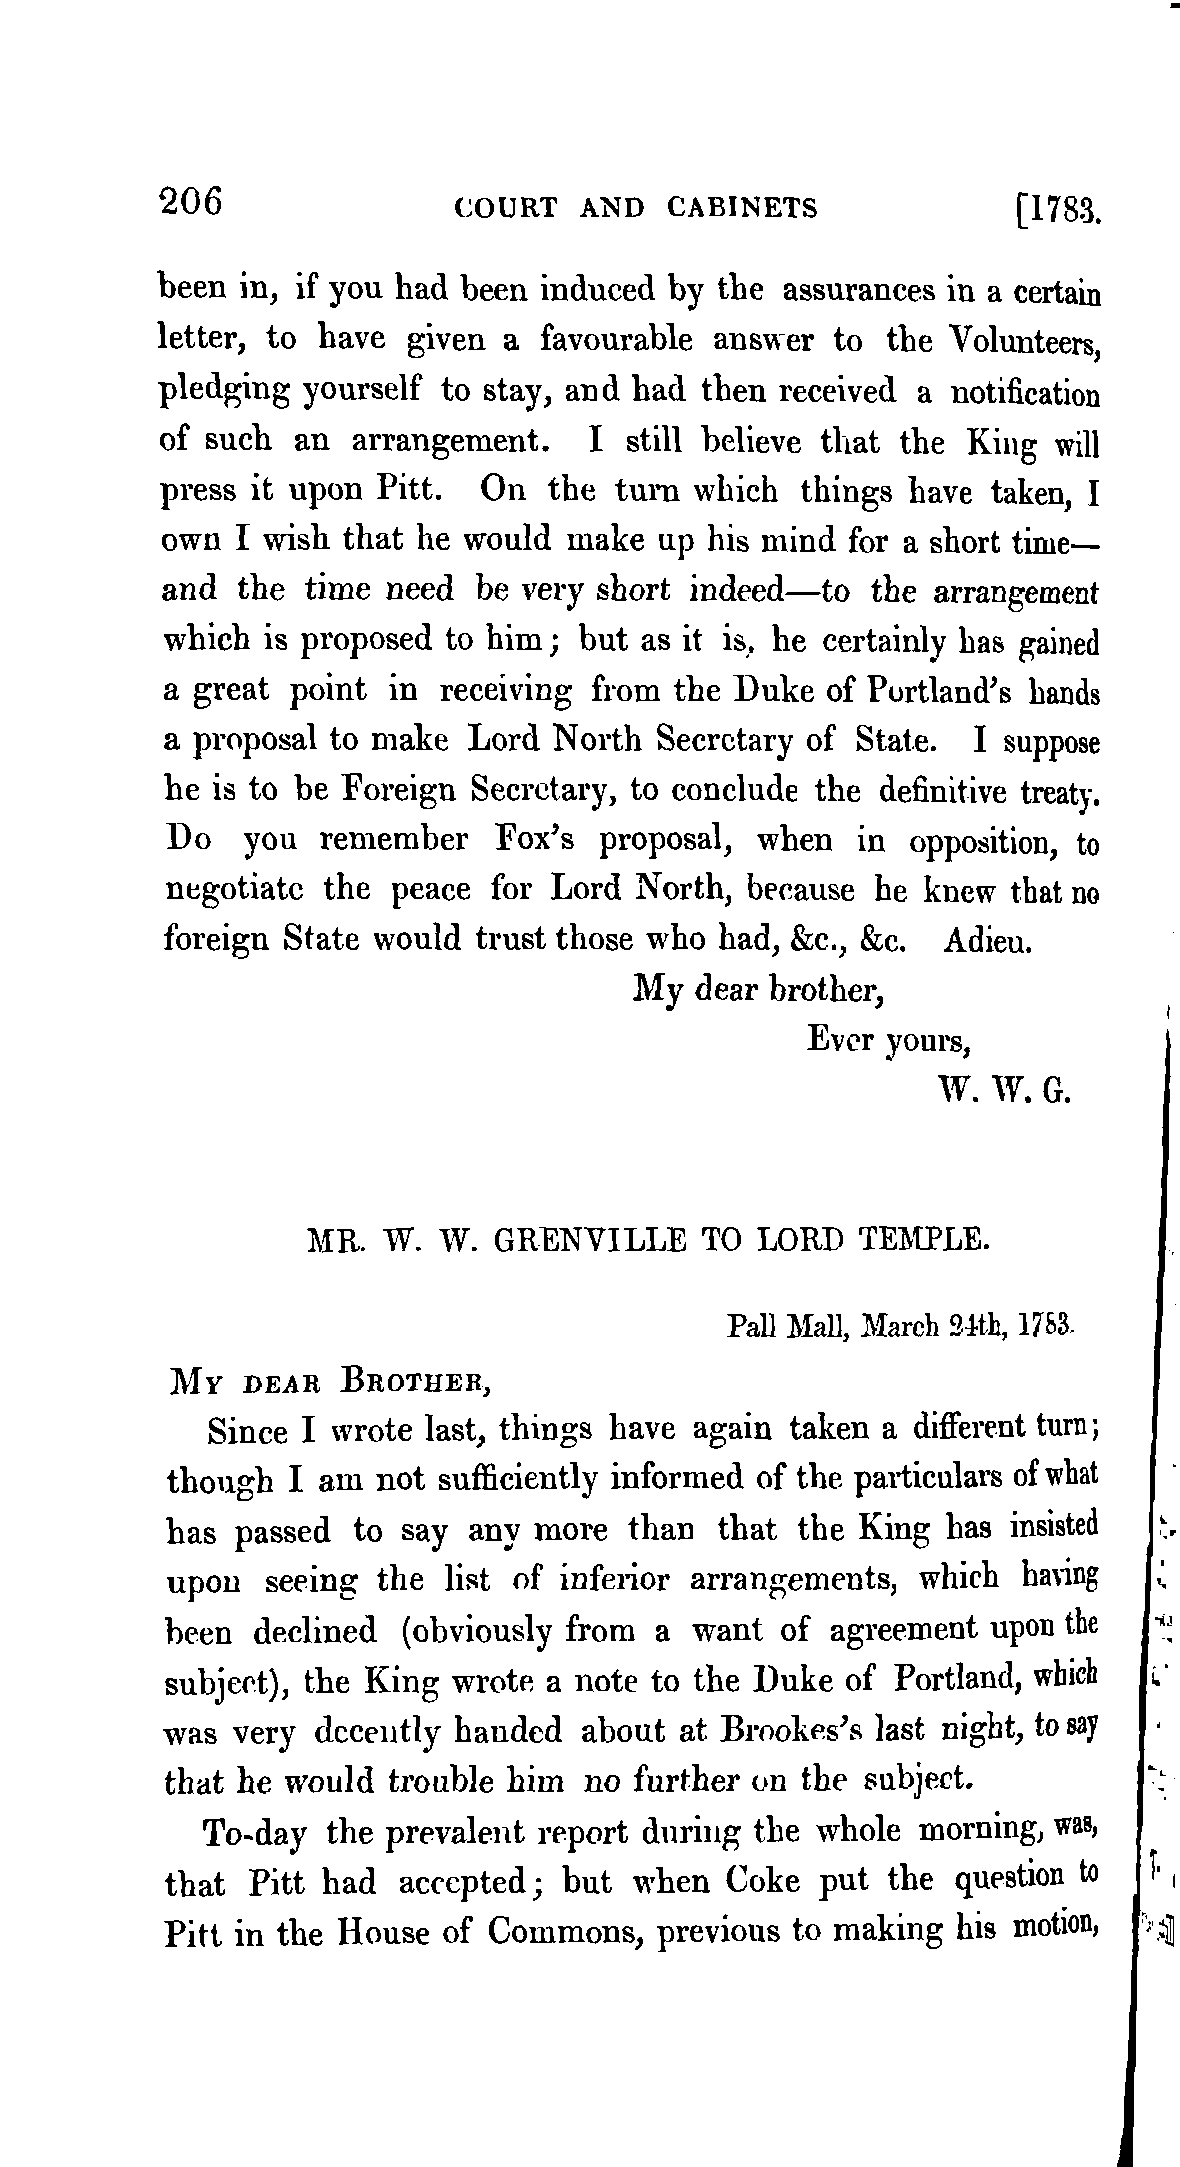 206 COURT AND CABINETS [1783.
been in, if you had been induced by the assurances in a certain
letter, to have given a favourable answer to the Volunteers,
pledging yourself to stay, and had then received a notification
of such an arrangement. I still believe that the King will
press it upon Pitt. On the turn which things have taken, I
own I wish that he would make up his mind for a short time—
and the time need be very short indeed—to the arrangement
which is proposed to him; but as it is, he certainly has gained
a great point in receiving from the Duke of Portland's hands
a proposal to make Lord North Secretary of State. I suppose
he is to be Foreign Secretary, to conclude the definitive treaty.
Do you remember Fox's proposal, when in opposition, to
negotiate the peace for Lord North, because he knew that no
foreign State would trust those who had, &c., &c. Adieu.
My dear brother,
Ever yours,
W. W. G.
MR. W. W. GRENVILLE TO LORD TEMPLE.
Pall Mall, March 24th, 1783.
MY DEAR BROTHER,
Since I wrote last, things have again taken a different turn;
though I am not sufficiently informed of the particulars of what
has passed to say any more than that the King has insisted
upon seeing the list of inferior arrangements, which having
been declined (obviously from a want of agreement upon the
subject), the King wrote a note to the Duke of Portland, which
was very decently handed about at Brookes's last night, to say
that he would trouble him no further on the subject.
To-day the prevalent report during the whole morning, was,
that Pitt had accepted; but when Coke put the question to
Pitt in the House of Commons, previous to making his motion,